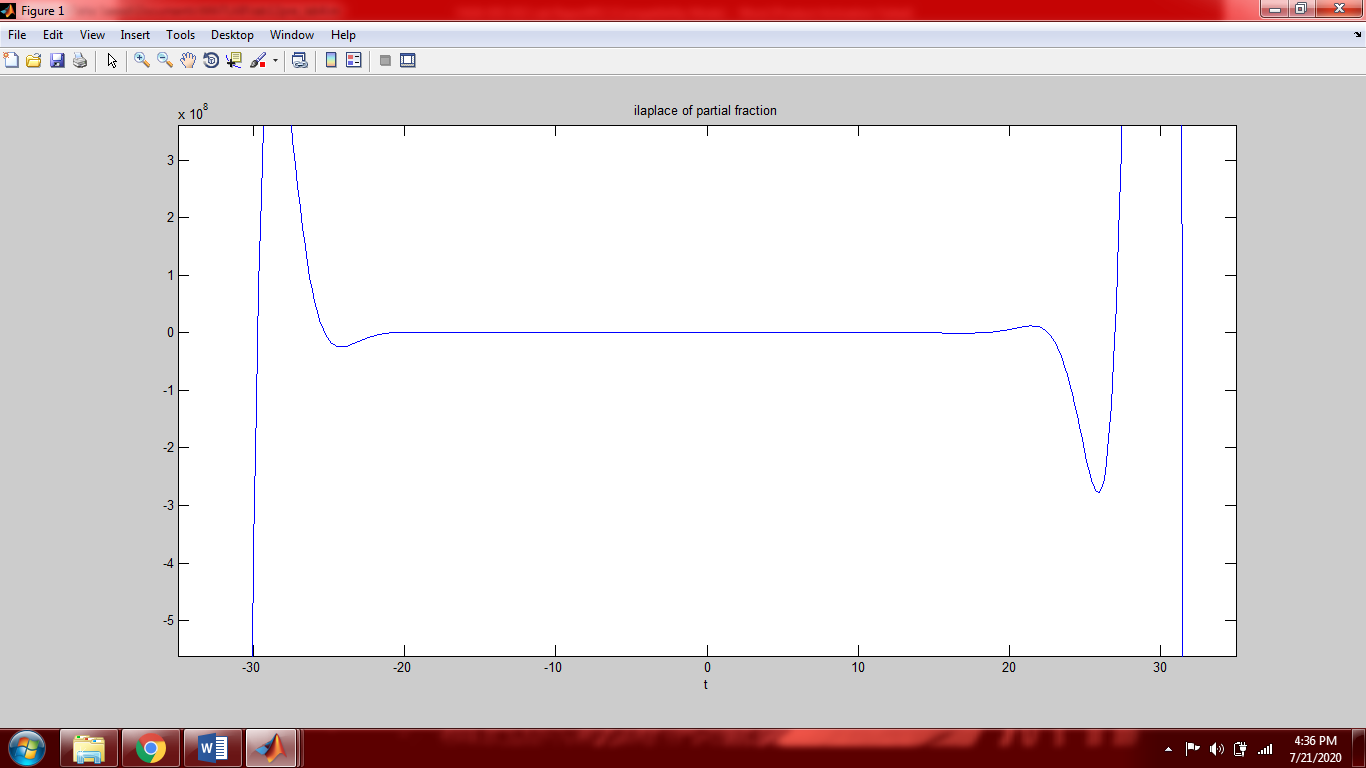 Figure 1
File Edit View Insert Tools Desktop Window Help
ilaplace of partial fraction
x 10^8
3
2
1
0
-1
-2
-3
-4
-5
-30 -20 -10 0 10 20 30
t
4:36 PM
7/21/2020